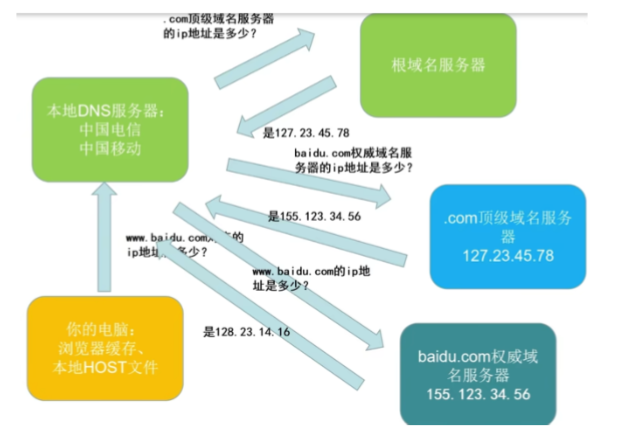 .com顶级域名服务器
的ip地址是多少?
根域名服务器
本地DNS服务器:
中国电信
中国移动
是127.23.45.78
baidu.com权威域名服
务器的ip地址是多少?
.com顶级域名服务
器
127.23.45.78
是155.123.34.56
www.baidu.com 的
ip地 多少?
www.baidu.com的ip地
址是多少?
你的电脑:
浏览器缓存、
本地HOST文件
是128.23.14.16
baidu.com权威域
名服务器
155.123.34.56